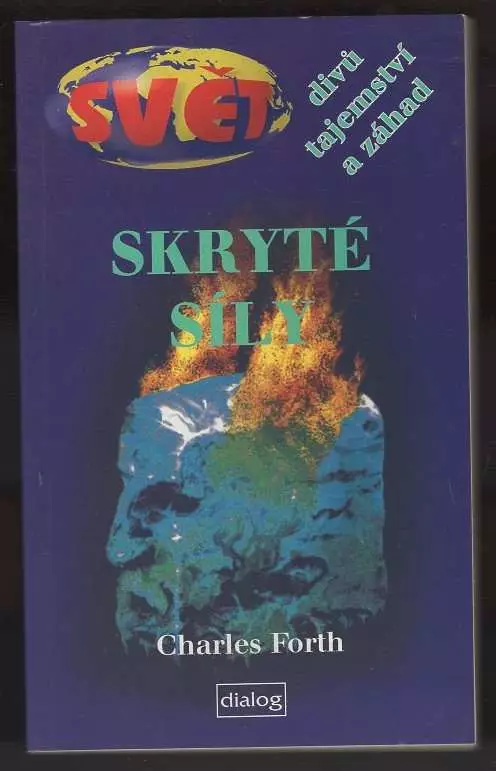 SVĚT
divů
tajemství
a záhad
SKRYTÉ
SÍLY
Charles Forth
dialog